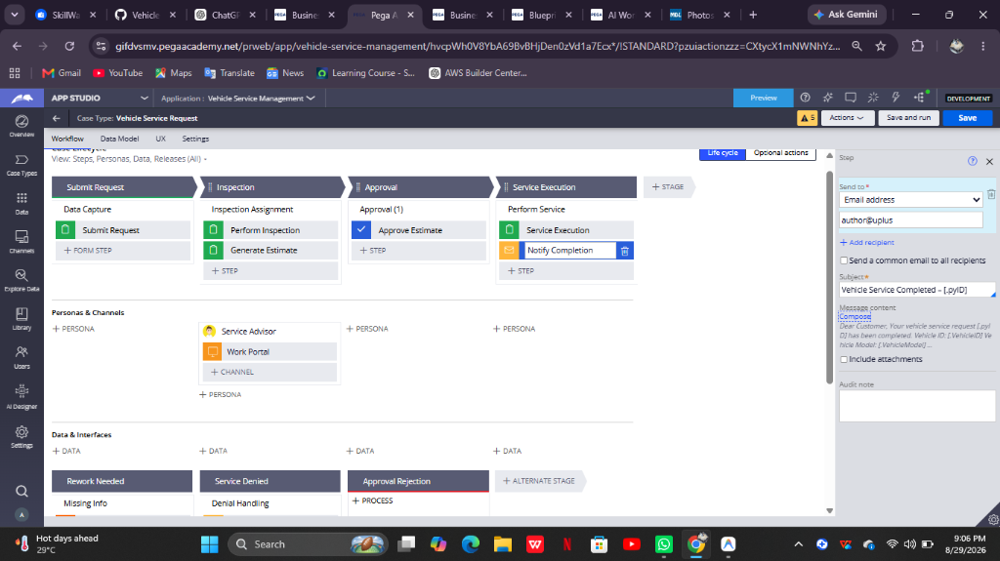 SkillWa
Vehicle
ChatGF
PEGA Busine
Pega A
PEGA Busine
PEGA Bluepri
PEGA AI Wor
MBL Photos
Ask Gemini
gifdvsmv.pegaacademy.net/prweb/app/vehicle-service-management/hvcpWh0V8YbA69BvBHjDen0zVd1a7Ecx*/!STANDARD?pzuiactionzzz=CXtycX1mNWNhYz...
Gmail
YouTube
Maps
Translate
News
Learning Course - S...
AWS Builder Center...
APP STUDIO
Application : Vehicle Service Management
Preview
DEVELOPMENT
Case Type: Vehicle Service Request
5
Actions
Save and run
Save
Workflow
Data Model
UX
Settings
Overview
Case Types
Data
Channels
Explore Data
Library
Users
AI Designer
Settings
View: Steps, Personas, Data, Releases (All)
Life cycle
Optional actions
Submit Request
Inspection
Approval
Service Execution
+ STAGE
Data Capture
Inspection Assignment
Approval (1)
Perform Service
Submit Request
Perform Inspection
Approve Estimate
Service Execution
+ FORM STEP
Generate Estimate
+ STEP
Notify Completion
+ STEP
+ STEP
Personas & Channels
+ PERSONA
Service Advisor
+ PERSONA
+ PERSONA
Work Portal
+ CHANNEL
+ PERSONA
Data & Interfaces
+ DATA
+ DATA
+ DATA
+ DATA
Rework Needed
Service Denied
Approval Rejection
+ ALTERNATE STAGE
Missing Info
Denial Handling
+ PROCESS
Step
Send to*
Email address
author@uplus
+ Add recipient
Send a common email to all recipients
Subject*
Vehicle Service Completed – [.pyID]
Message content
Compose
Dear Customer, Your vehicle service request [.pyI
D] has been completed. Vehicle ID: [.VehicleID] Ve
hicle Model: [.VehicleModel] ...
Include attachments
Audit note
Hot days ahead
29°C
Search
9:06 PM
8/29/2026